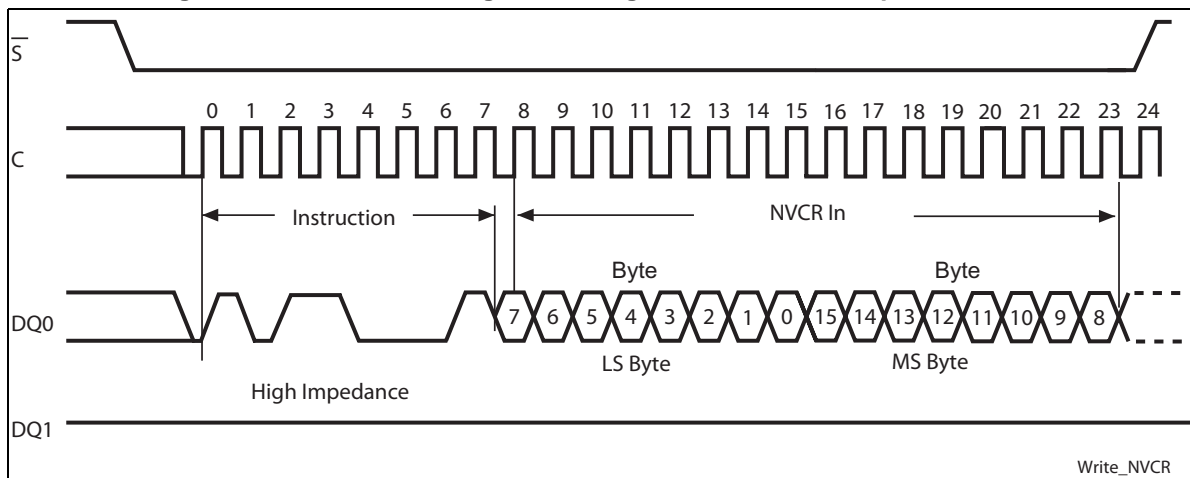 S
0 1 2 3 4 5 6 7 8 9 10 11 12 13 14 15 16 17 18 19 20 21 22 23 24
C
Instruction NVCR In
Byte Byte
DQ0 7 6 5 4 3 2 1 0 15 14 13 12 11 10 9 8
LS Byte MS Byte
High Impedance
DQ1
Write_NVCR